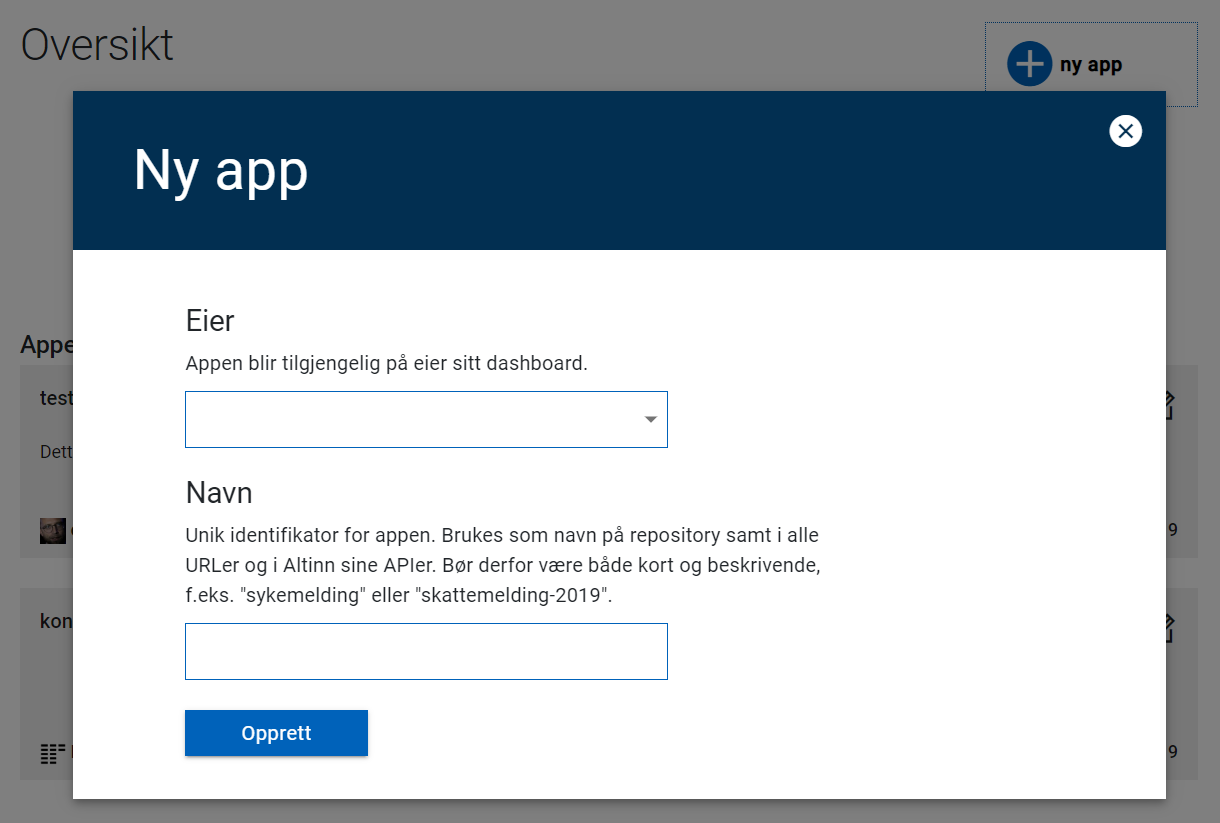 Oversikt
ny app
Ny app
Eier
Appen blir tilgjengelig på eier sitt dashboard.
Navn
Unik identifikator for appen. Brukes som navn på repository samt i alle
URLer og i Altinn sine APIer. Bør derfor være både kort og beskrivende,
f.eks. "sykemelding" eller "skattemelding-2019".
Opprett
Appe
test
Dett
9
kon
9